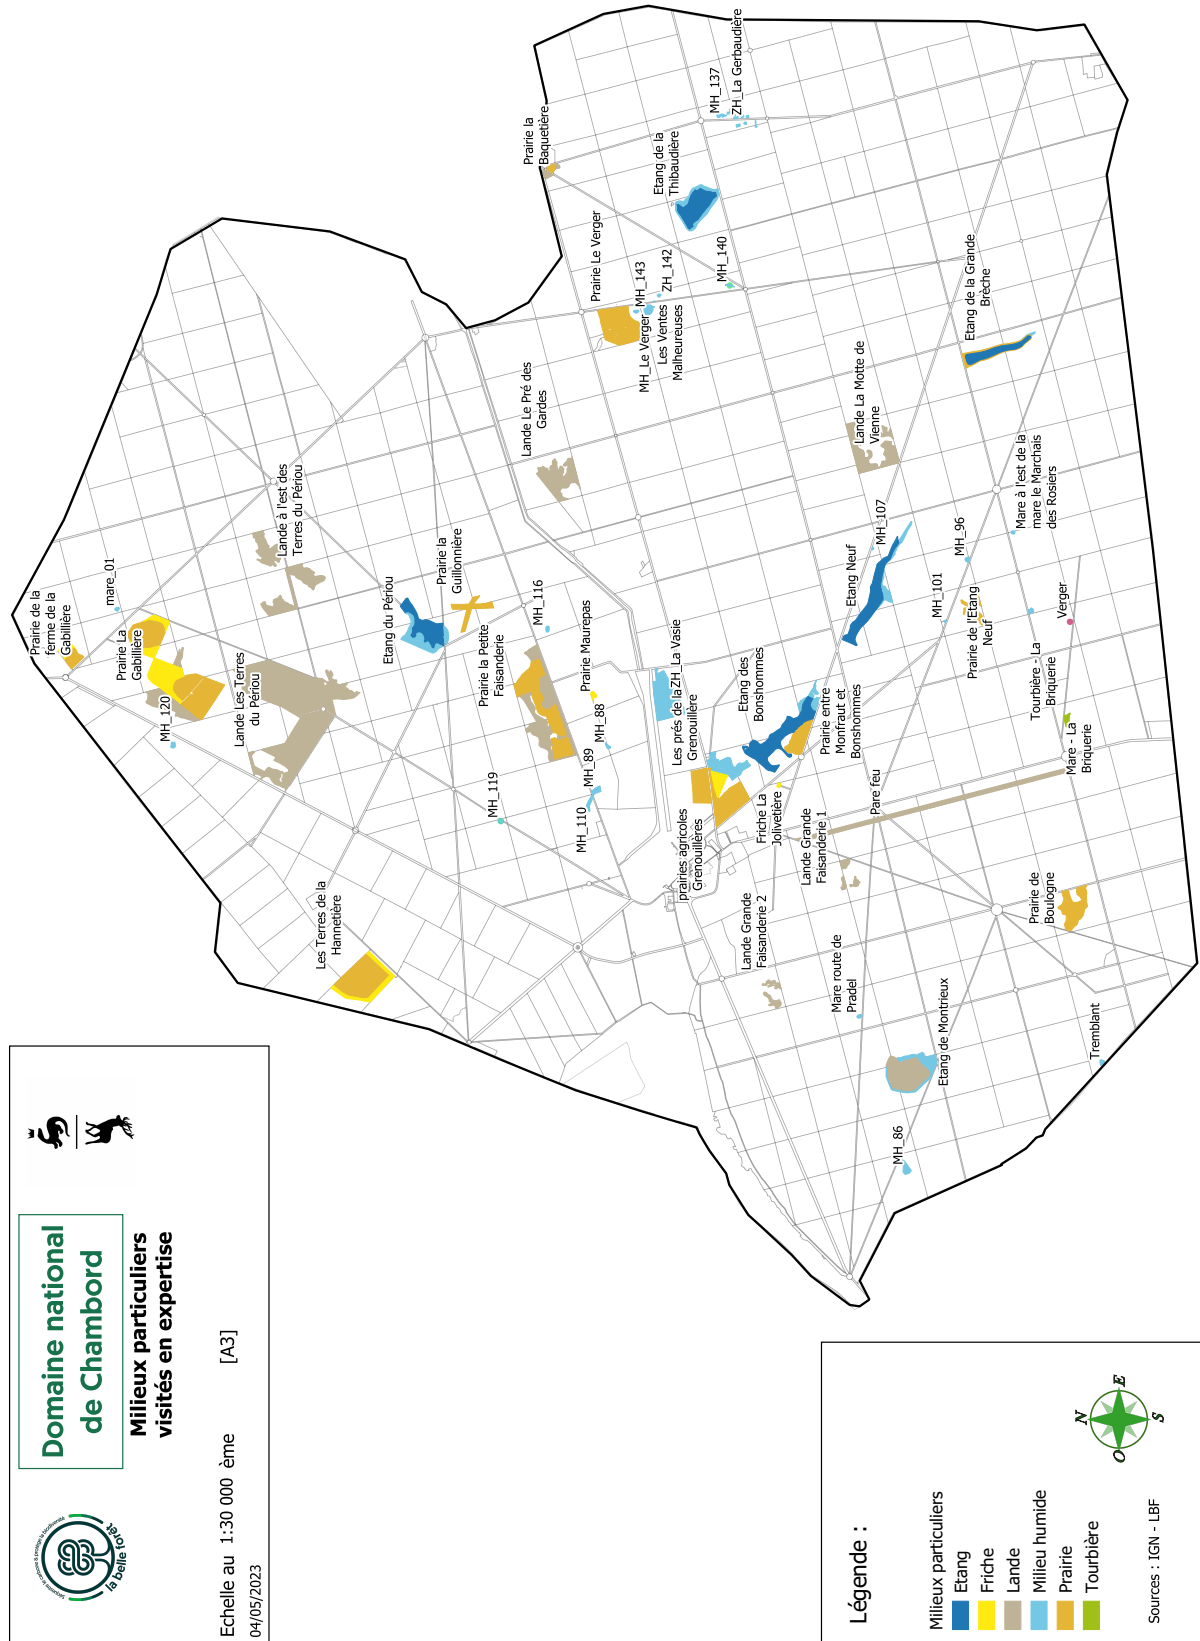 Domaine national
de Chambord
Milieux particuliers
visités en expertise
Echelle au 1:30 000 ème [A3]
04/05/2023
Séquestre le carbone & protège la biodiversité
la belle forêt
Prairie de la
ferme de la
Gabillière
mare_01
Prairie La
Gabillière
MH_120
Lande Les Terres
du Périou
Lande à l'est des
Terres du Périou
Les Terres de la
Hannetière
Etang du Périou
Prairie la
Guillonnière
Prairie la Petite
Faisanderie
MH_116
MH_119
Prairie Maurepas
MH_88
MH_89
MH_110
Lande Le Pré des
Gardes
Prairie la
Baquetière
Prairie Le Verger
MH_143
MH_Le Verger
ZH_142
Les Ventes
Malheureuses
Etang de la
Thibaudière
MH_137
ZH_La Gerbaudière
MH_140
Etang de la Grande
Brèche
Lande La Motte de
Vienne
ZH_La Vasie
Les prés de la
Grenouillère
prairies agricoles
Grenouillères
Etang des
Bonshommes
Prairie entre
Monfraut et
Bonshommes
Friche La
Jolivetière
Etang Neuf
MH_107
MH_101
MH_96
Prairie de l'Etang
Neuf
Mare à l'est de la
mare le Marchais
des Rosiers
Verger
Tourbière - La
Briquerie
Mare - La
Briquerie
Pare feu
Lande Grande
Faisanderie 1
Lande Grande
Faisanderie 2
Mare route de
Pradel
Prairie de
Boulogne
Etang de Montrieux
MH_86
Tremblant
Légende :
Milieux particuliers
Etang
Friche
Lande
Milieu humide
Prairie
Tourbière
Sources : IGN - LBF
N
E
S
O